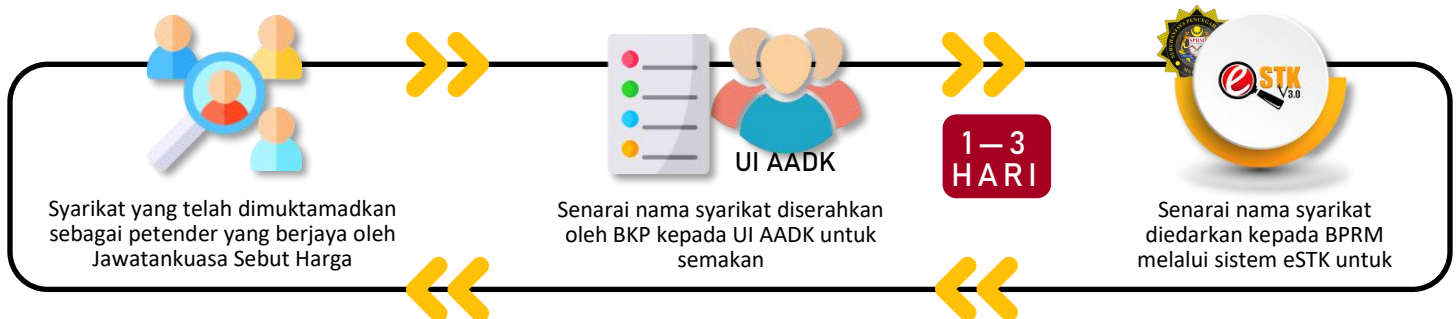 Syarikat yang telah dimuktamadkan
sebagai petender yang berjaya oleh
Jawatankuasa Sebut Harga
UI AADK
Senarai nama syarikat diserahkan
oleh BKP kepada UI AADK untuk
semakan
1 – 3
HARI
SPRM
e STK
V3.0
Senarai nama syarikat
diedarkan kepada BPRM
melalui sistem eSTK untuk